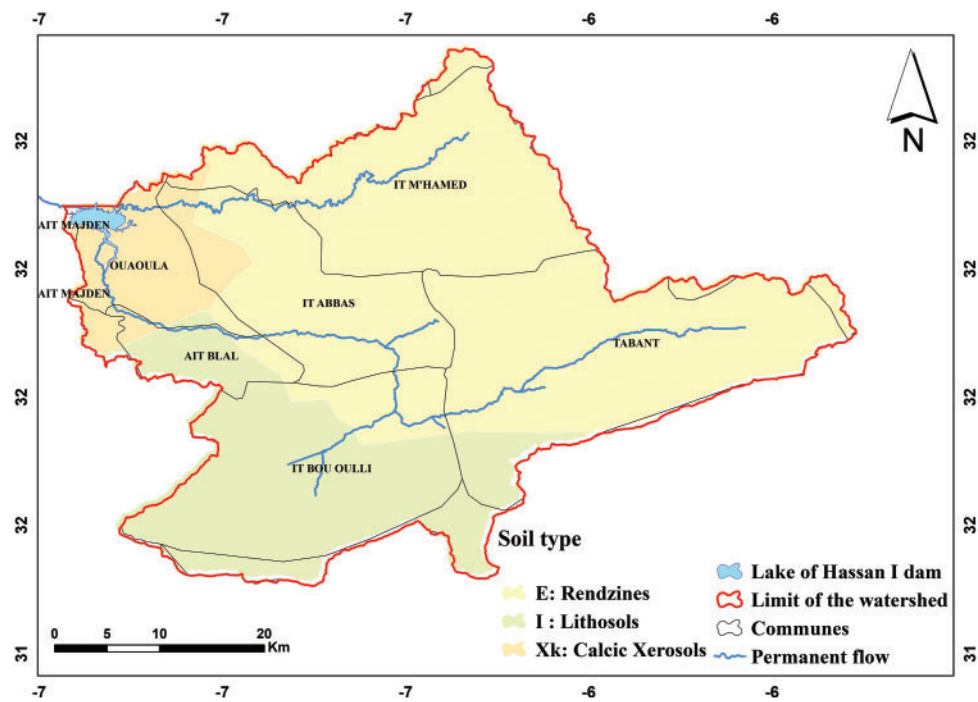 -7 -7 -7 -6 -6
32 32
N
IT M'HAMED
AIT MAJDEN
OUAOULA
32 32
AIT MAJDEN
IT ABBAS
TABANT
AIT BLAL
32 32
IT BOU OULLI
32 32
Soil type
E: Rendzines
I : Lithosols
Xk: Calcic Xerosols
Lake of Hassan I dam
Limit of the watershed
Communes
Permanent flow
0 5 10 20
Km
31 31
-7 -7 -7 -6 -6